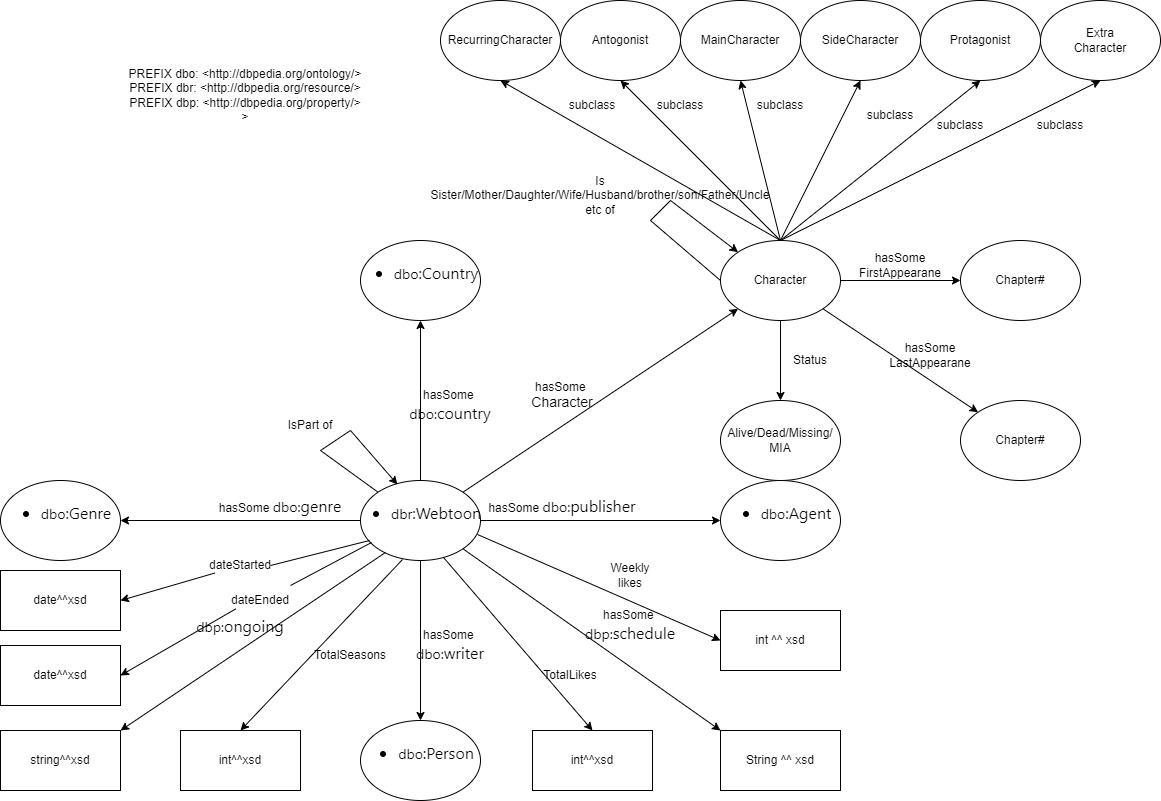 RecurringCharacter
Antogonist
MainCharacter
SideCharacter
Protagonist
Extra
Character
PREFIX dbo: <http://dbpedia.org/ontology/>
PREFIX dbr: <http://dbpedia.org/resource/>
PREFIX dbp: <http://dbpedia.org/property/>
>
subclass
subclass
subclass
subclass
subclass
subclass
Is
Sister/Mother/Daughter/Wife/Husband/brother/son/Father/Uncle
etc of
• dbo:Country
Character
hasSome
FirstAppearane
Chapter#
Status
hasSome
LastAppearane
hasSome
Character
hasSome
dbo:country
IsPart of
Alive/Dead/Missing/
MIA
Chapter#
• dbo:Genre
hasSome dbo:genre
• dbr:Webtoon
hasSome dbo:publisher
• dbo:Agent
dateStarted
Weekly
likes
date^^xsd
dateEnded
dbp:ongoing
hasSome
dbo:writer
hasSome
dbp:schedule
int ^^ xsd
TotalSeasons
TotalLikes
date^^xsd
string^^xsd
int^^xsd
• dbo:Person
int^^xsd
String ^^ xsd